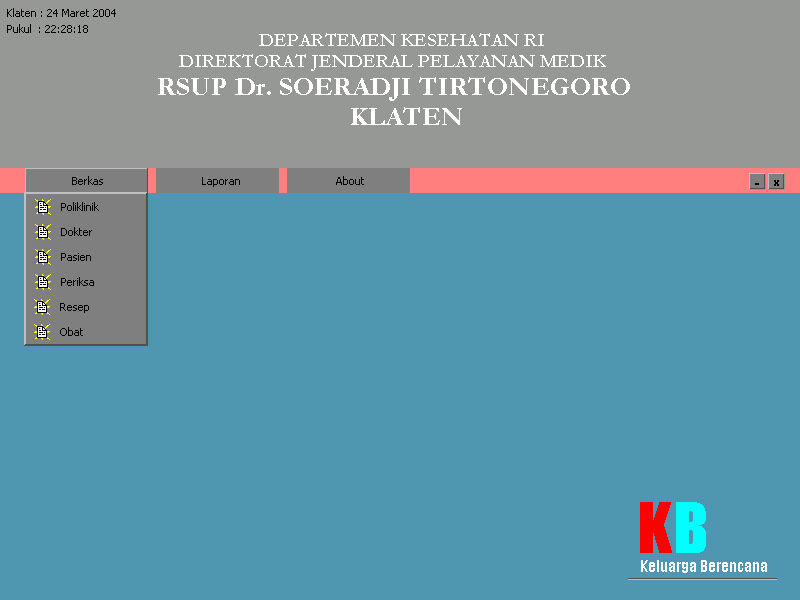 Klaten : 24 Maret 2004
Pukul : 22:28:18
DEPARTEMEN KESEHATAN RI
DIREKTORAT JENDERAL PELAYANAN MEDIK
RSUP Dr. SOERADJI TIRTONEGORO
KLATEN
Berkas Laporan About - x
Poliklinik
Dokter
Pasien
Periksa
Resep
Obat
KB
Keluarga Berencana